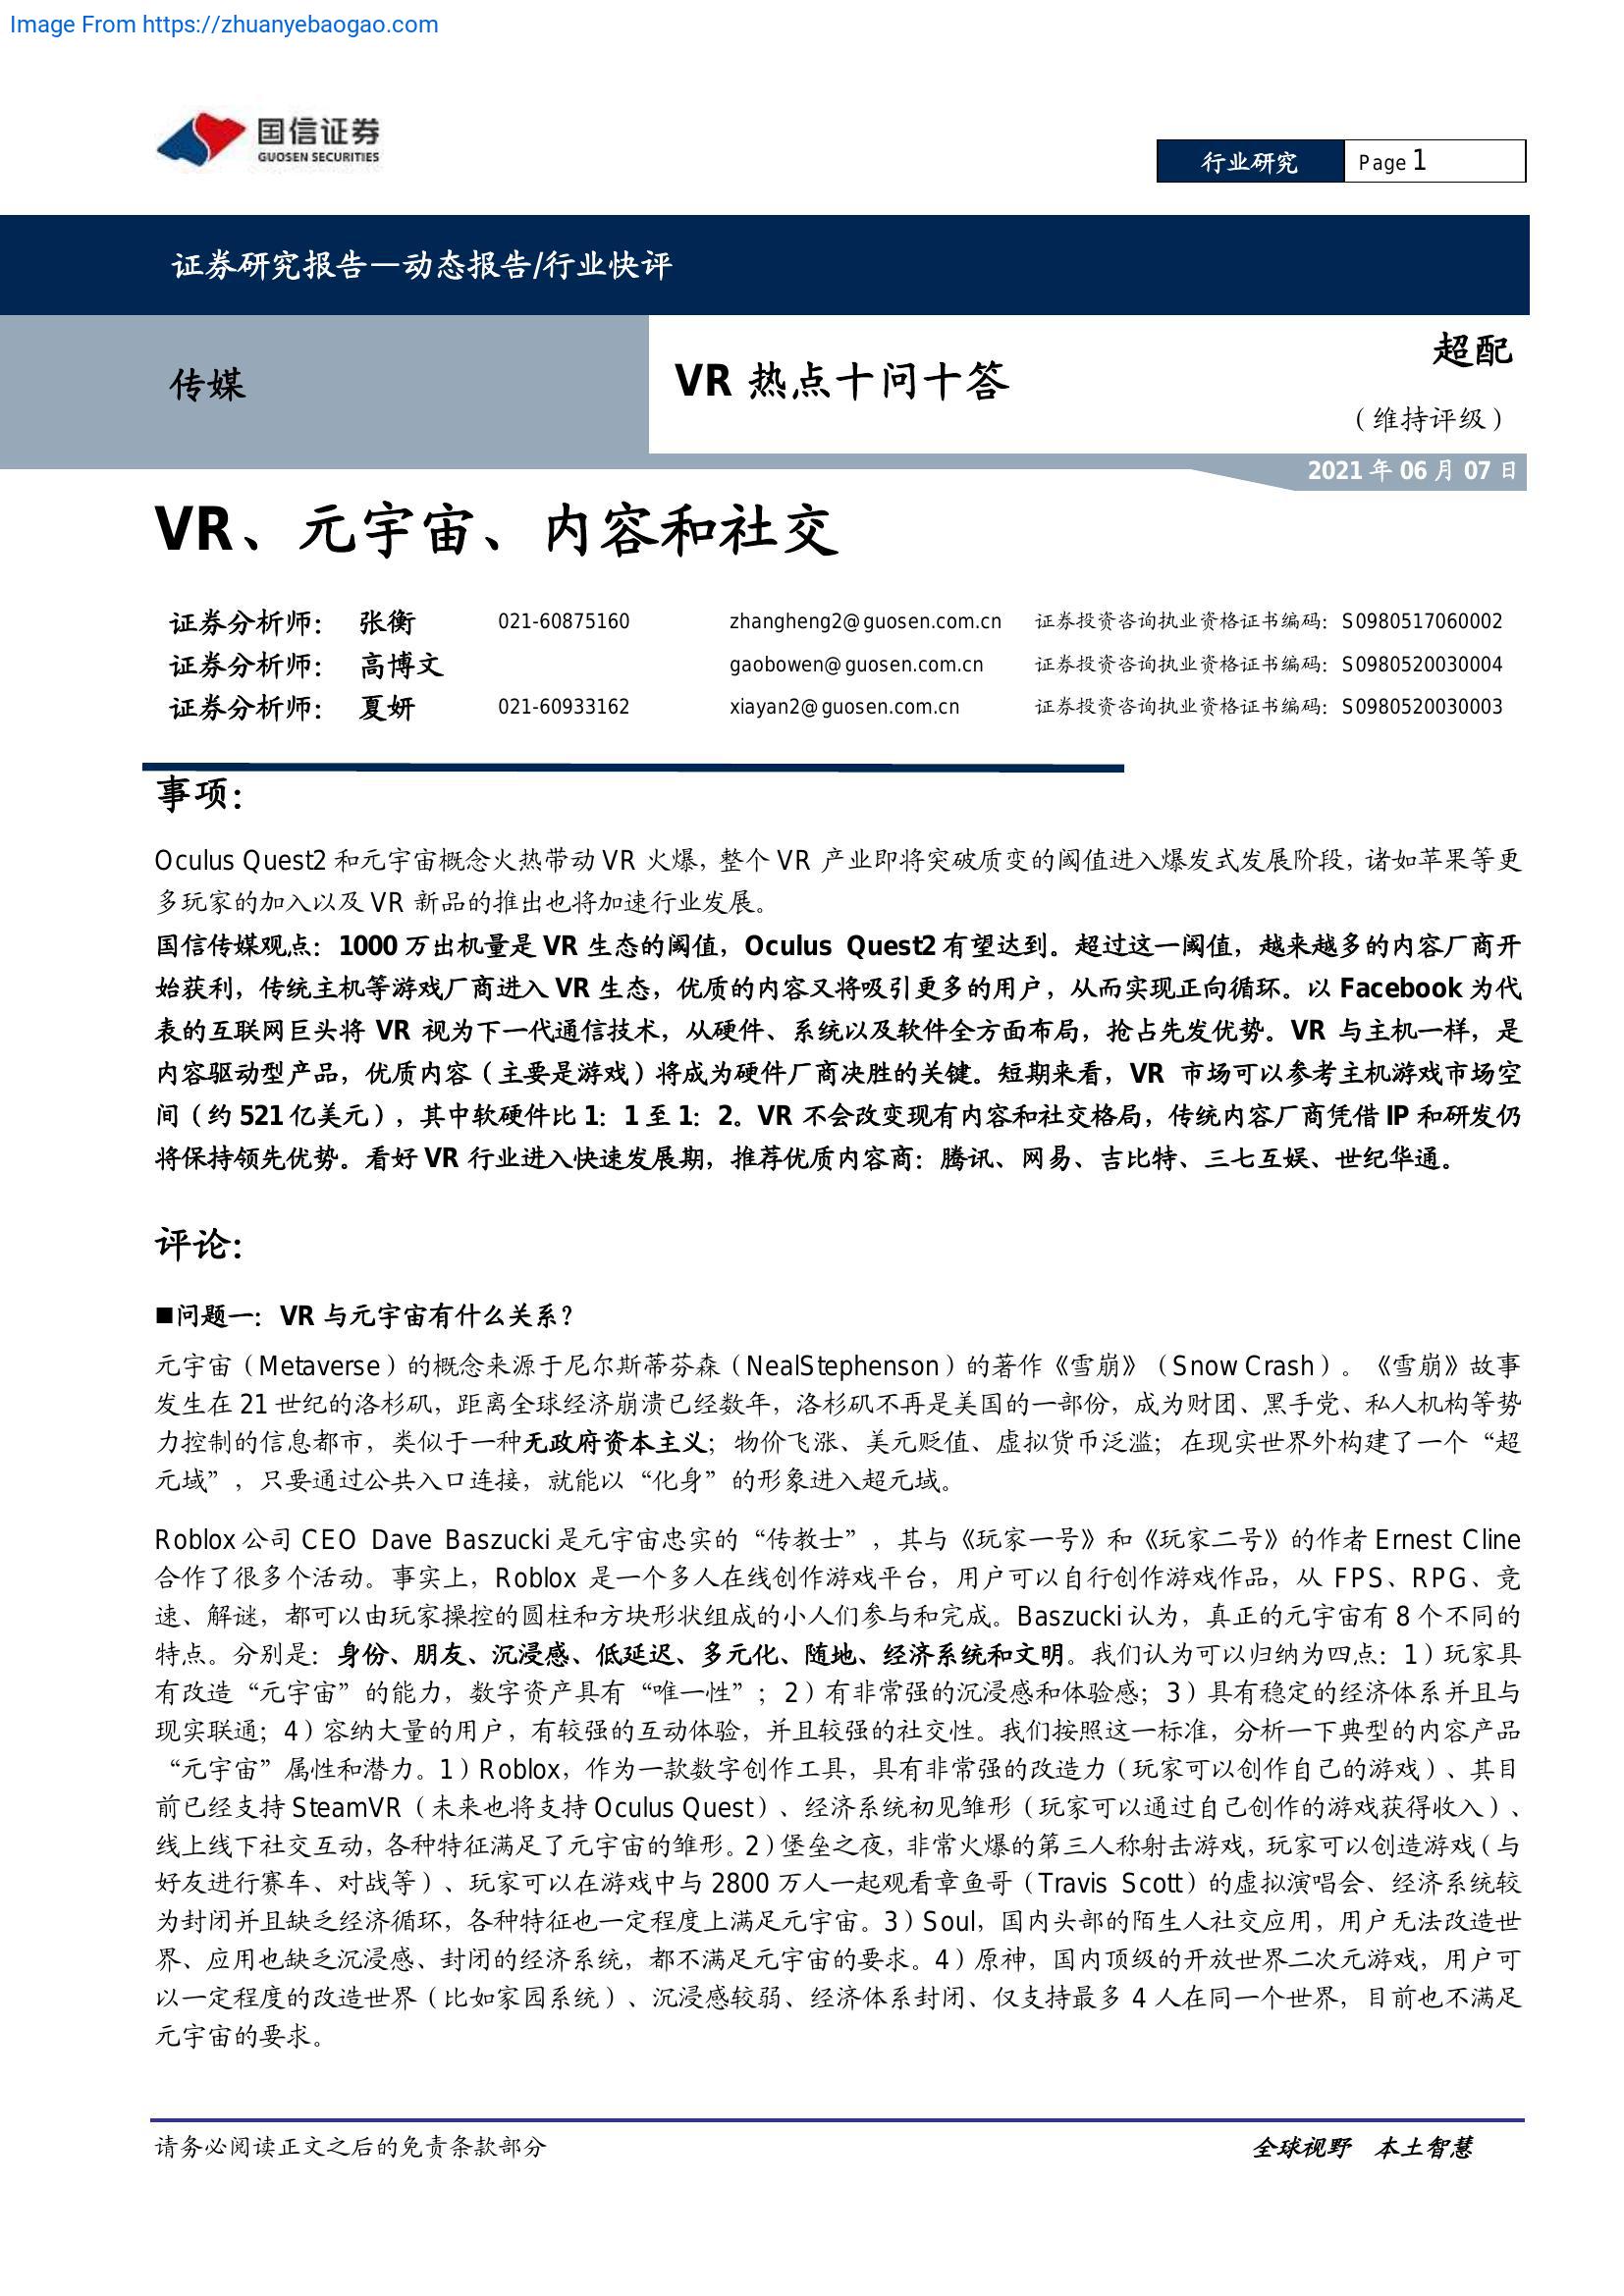 Image From https://zhuanyebaogao.com
国信证券
GUOSEN SECURITIES
行业研究
Page 1
证券研究报告—动态报告/行业快评
传媒
VR 热点十问十答
超配
（维持评级）
2021 年 06 月 07 日
VR、元宇宙、内容和社交
证券分析师： 张衡 021-60875160 zhangheng2@guosen.com.cn 证券投资咨询执业资格证书编码：S0980517060002
证券分析师： 高博文 gaobowen@guosen.com.cn 证券投资咨询执业资格证书编码：S0980520030004
证券分析师： 夏妍 021-60933162 xiayan2@guosen.com.cn 证券投资咨询执业资格证书编码：S0980520030003
事项：
Oculus Quest2 和元宇宙概念火热带动 VR 火爆，整个 VR 产业即将突破质变的阈值进入爆发式发展阶段，诸如苹果等更
多玩家的加入以及 VR 新品的推出也将加速行业发展。
国信传媒观点：1000 万出机量是 VR 生态的阈值，Oculus Quest2 有望达到。超过这一阈值，越来越多的内容厂商开
始获利，传统主机等游戏厂商进入 VR 生态，优质的内容又将吸引更多的用户，从而实现正向循环。以 Facebook 为代
表的互联网巨头将 VR 视为下一代通信技术，从硬件、系统以及软件全方面布局，抢占先发优势。VR 与主机一样，是
内容驱动型产品，优质内容（主要是游戏）将成为硬件厂商决胜的关键。短期来看，VR 市场可以参考主机游戏市场空
间（约 521 亿美元），其中软硬件比 1：1 至 1：2。VR 不会改变现有内容和社交格局，传统内容厂商凭借 IP 和研发仍
将保持领先优势。看好 VR 行业进入快速发展期，推荐优质内容商：腾讯、网易、吉比特、三七互娱、世纪华通。
评论：
■问题一：VR 与元宇宙有什么关系？
元宇宙（Metaverse）的概念来源于尼尔斯蒂芬森（NealStephenson）的著作《雪崩》（Snow Crash）。《雪崩》故事
发生在 21 世纪的洛杉矶，距离全球经济崩溃已经数年，洛杉矶不再是美国的一部份，成为财团、黑手党、私人机构等势
力控制的信息都市，类似于一种无政府资本主义；物价飞涨、美元贬值、虚拟货币泛滥；在现实世界外构建了一个“超
元域”，只要通过公共入口连接，就能以“化身”的形象进入超元域。
Roblox 公司 CEO Dave Baszucki 是元宇宙忠实的“传教士”，其与《玩家一号》和《玩家二号》的作者 Ernest Cline
合作了很多个活动。事实上，Roblox 是一个多人在线创作游戏平台，用户可以自行创作游戏作品，从 FPS、RPG、竞
速、解谜，都可以由玩家操控的圆柱和方块形状组成的小人们参与和完成。Baszucki 认为，真正的元宇宙有 8 个不同的
特点。分别是：身份、朋友、沉浸感、低延迟、多元化、随地、经济系统和文明。我们认为可以归纳为四点：1）玩家具
有改造“元宇宙”的能力，数字资产具有“唯一性”；2）有非常强的沉浸感和体验感；3）具有稳定的经济体系并且与
现实联通；4）容纳大量的用户，有较强的互动体验，并且较强的社交性。我们按照这一标准，分析一下典型的内容产品
“元宇宙”属性和潜力。1）Roblox，作为一款数字创作工具，具有非常强的改造力（玩家可以创作自己的游戏）、其目
前已经支持 SteamVR（未来也将支持 Oculus Quest）、经济系统初见雏形（玩家可以通过自己创作的游戏获得收入）、
线上线下社交互动，各种特征满足了元宇宙的雏形。2）堡垒之夜，非常火爆的第三人称射击游戏，玩家可以创造游戏（与
好友进行赛车、对战等）、玩家可以在游戏中与 2800 万人一起观看章鱼哥（Travis Scott）的虚拟演唱会、经济系统较
为封闭并且缺乏经济循环，各种特征也一定程度上满足元宇宙。3）Soul，国内头部的陌生人社交应用，用户无法改造世
界、应用也缺乏沉浸感、封闭的经济系统，都不满足元宇宙的要求。4）原神，国内顶级的开放世界二次元游戏，用户可
以一定程度的改造世界（比如家园系统）、沉浸感较弱、经济体系封闭、仅支持最多 4 人在同一个世界，目前也不满足
元宇宙的要求。
请务必阅读正文之后的免责条款部分
全球视野 本土智慧